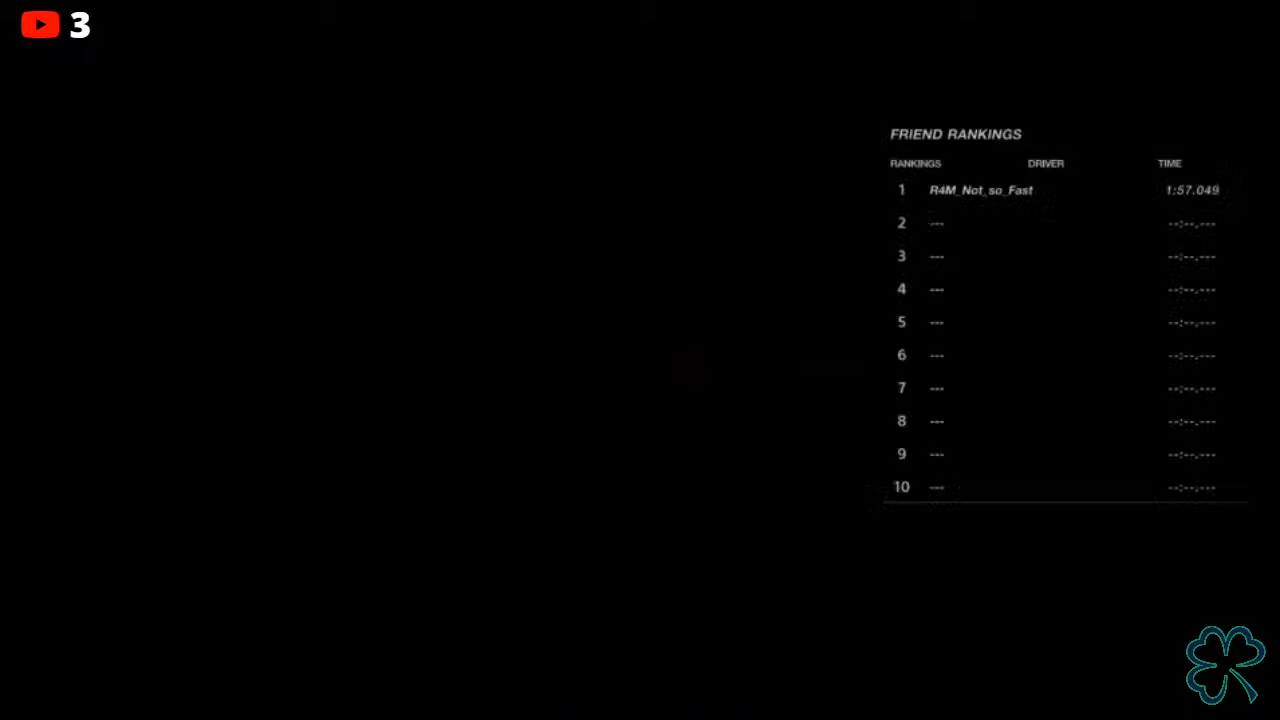 3
FRIEND RANKINGS
RANKINGS DRIVER TIME
1 R4M_Not_so_Fast 1:57.049
2 --- --:--.---
3 --- --:--.---
4 --- --:--.---
5 --- --:--.---
6 --- --:--.---
7 --- --:--.---
8 --- --:--.---
9 --- --:--.---
10 --- --:--.---